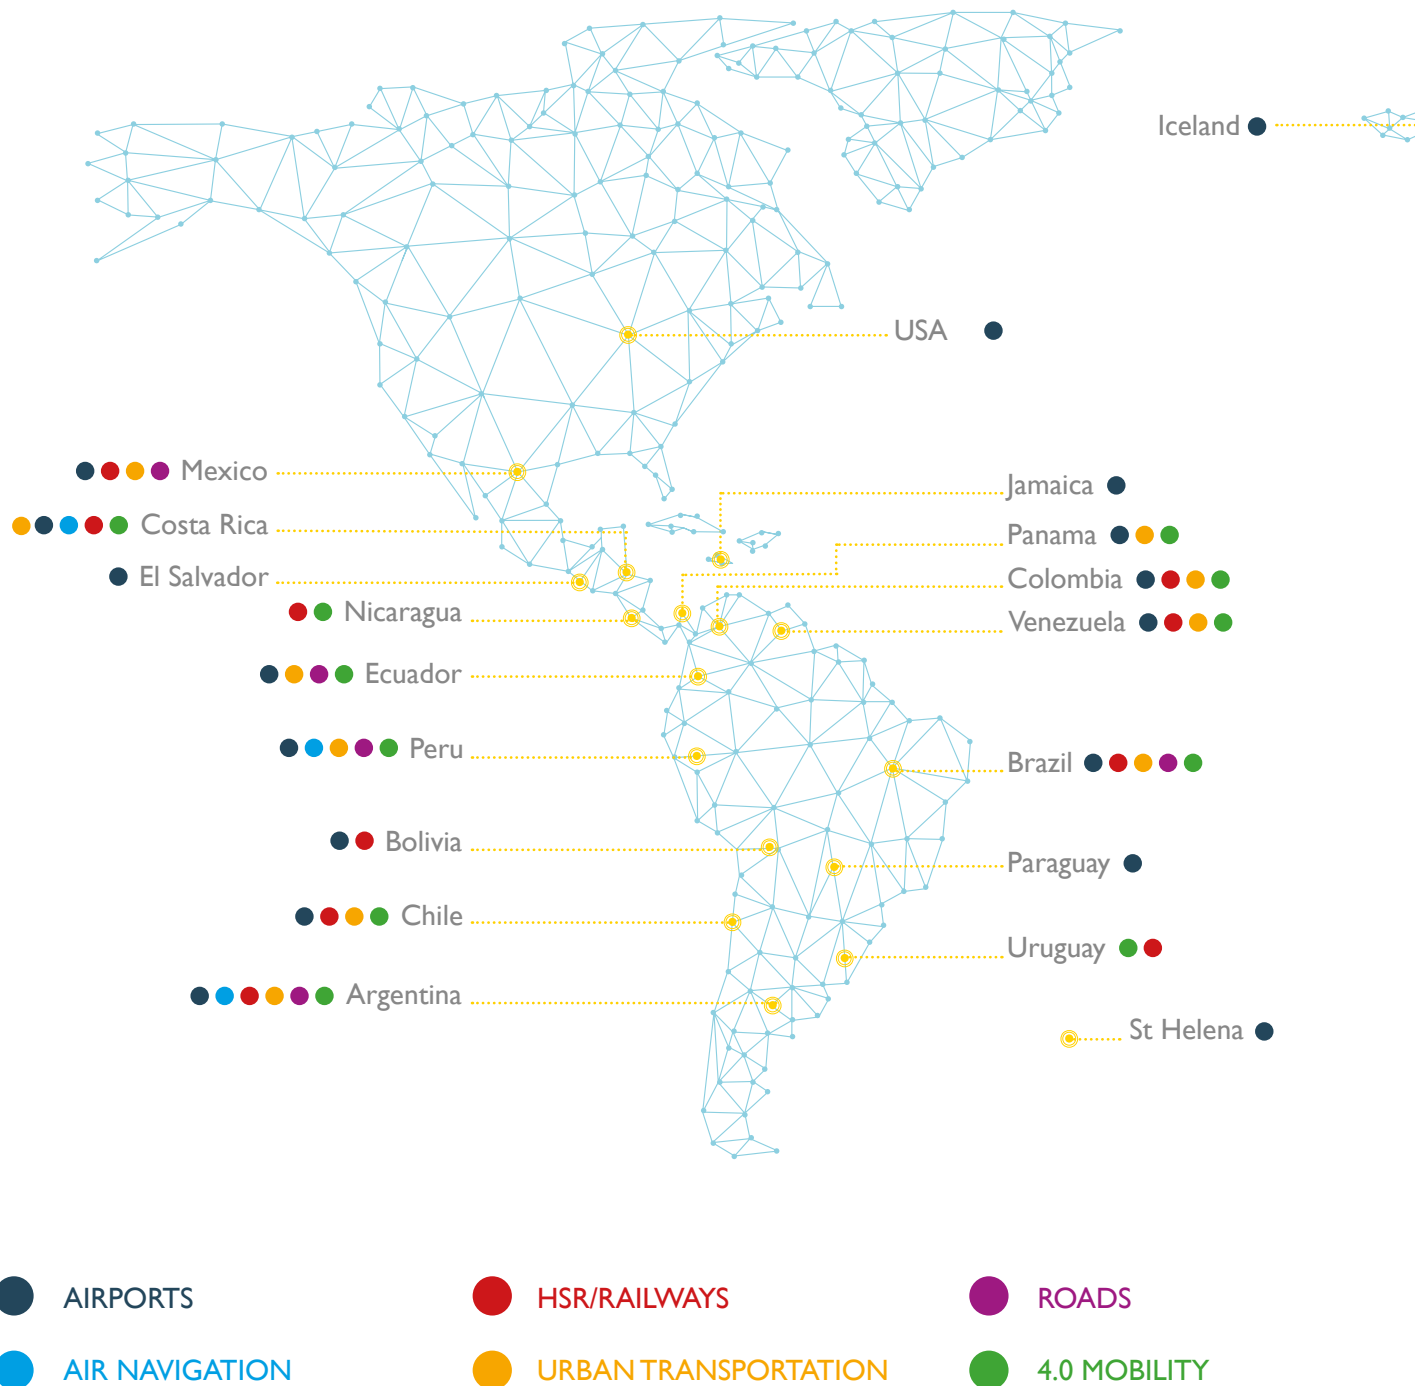 Iceland
USA
Mexico
Costa Rica
El Salvador
Nicaragua
Ecuador
Peru
Bolivia
Chile
Argentina
Jamaica
Panama
Colombia
Venezuela
Brazil
Paraguay
Uruguay
St Helena
AIRPORTS
HSR/RAILWAYS
ROADS
AIR NAVIGATION
URBAN TRANSPORTATION
4.0 MOBILITY